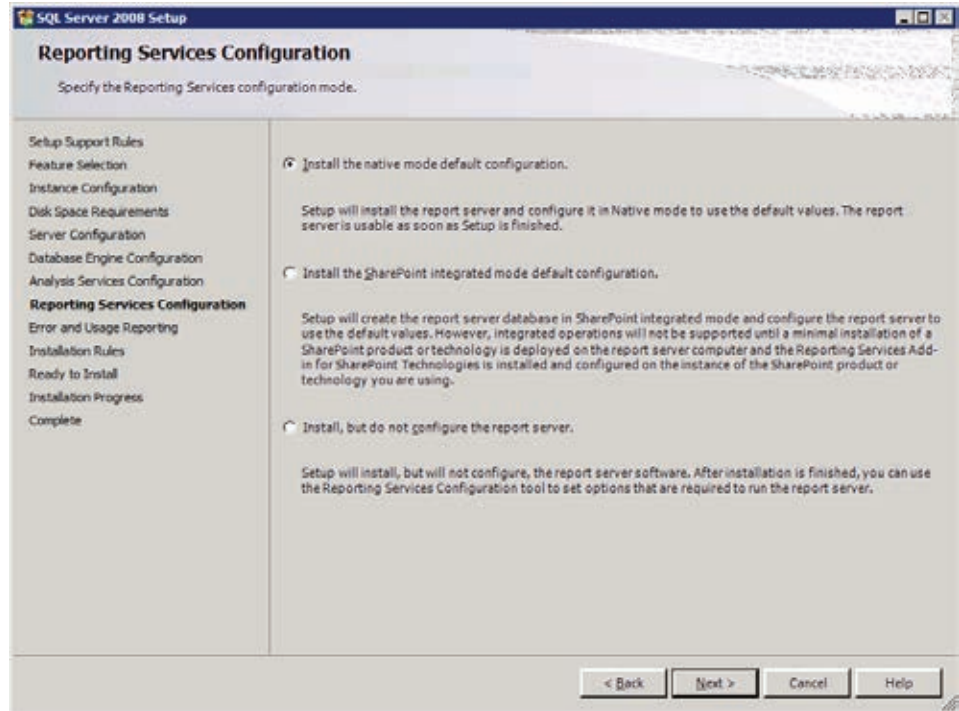 SQL Server 2008 Setup
Reporting Services Configuration
Specify the Reporting Services configuration mode.
Setup Support Rules
Feature Selection
Instance Configuration
Disk Space Requirements
Server Configuration
Database Engine Configuration
Analysis Services Configuration
Reporting Services Configuration
Error and Usage Reporting
Installation Rules
Ready to Install
Installation Progress
Complete
Install the native mode default configuration.
Setup will install the report server and configure it in Native mode to use the default values. The report
server is usable as soon as Setup is finished.
Install the SharePoint integrated mode default configuration.
Setup will create the report server database in SharePoint integrated mode and configure the report server to
use the default values. However, integrated operations will not be supported until a minimal installation of a
SharePoint product or technology is deployed on the report server computer and the Reporting Services Add-
in for SharePoint Technologies is installed and configured on the instance of the SharePoint product or
technology you are using.
Install, but do not configure the report server.
Setup will install, but will not configure, the report server software. After installation is finished, you can use
the Reporting Services Configuration tool to set options that are required to run the report server.
< Back
Next >
Cancel
Help